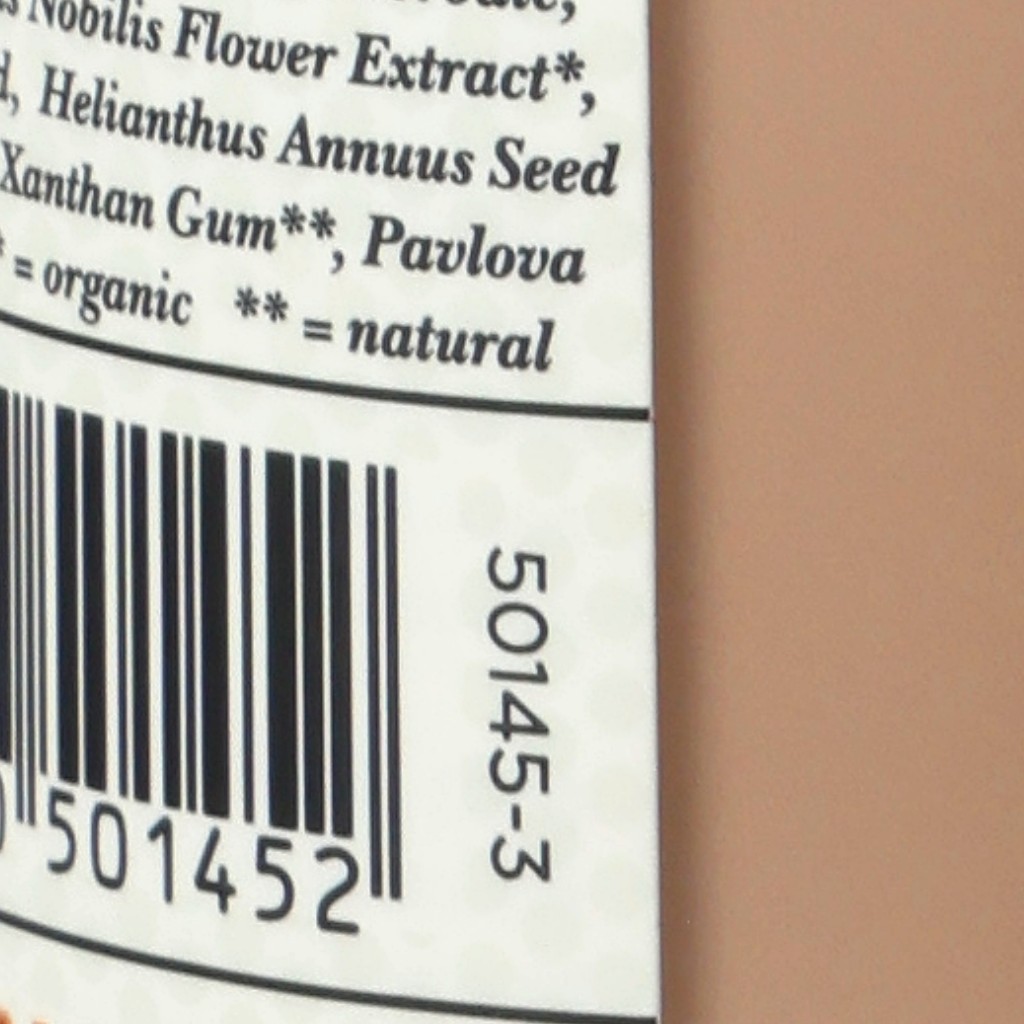 Nobilis Flower Extract*,
Helianthus Annuus Seed
Xanthan Gum**, Pavlova
* = organic ** = natural
501452
50145-3